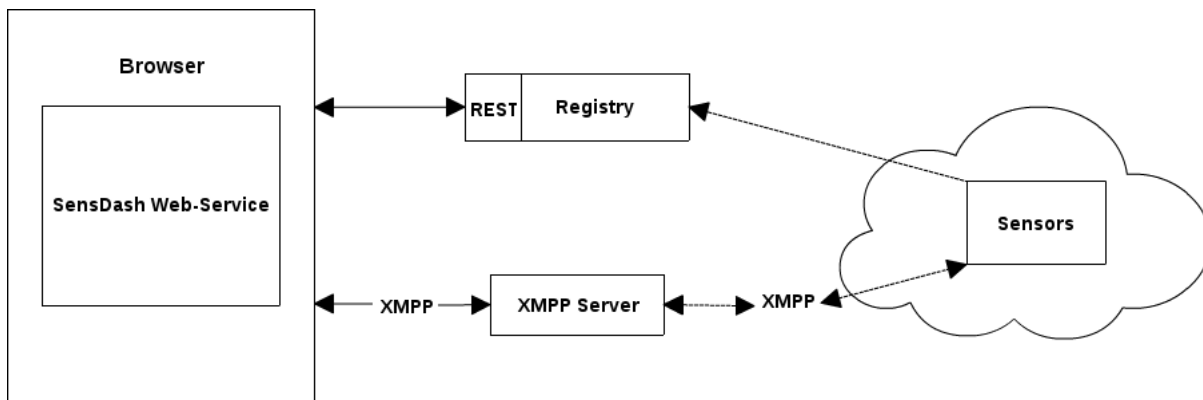 Browser
SensDash Web-Service
REST
Registry
Sensors
XMPP
XMPP Server
XMPP